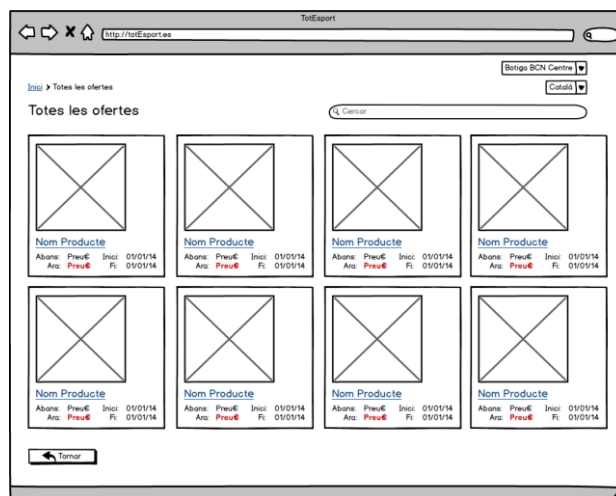 TotEsport
http://totEsport.es
Botiga BCN Centre
Inici > Totes les ofertes
Català
Totes les ofertes
Cercar
Nom Producte Nom Producte Nom Producte Nom Producte
Abans: Preu€ Inici: 01/01/14 Abans: Preu€ Inici: 01/01/14 Abans: Preu€ Inici: 01/01/14 Abans: Preu€ Inici: 01/01/14
Ara: Preu€ Fi: 01/01/14 Ara: Preu€ Fi: 01/01/14 Ara: Preu€ Fi: 01/01/14 Ara: Preu€ Fi: 01/01/14
Nom Producte Nom Producte Nom Producte Nom Producte
Abans: Preu€ Inici: 01/01/14 Abans: Preu€ Inici: 01/01/14 Abans: Preu€ Inici: 01/01/14 Abans: Preu€ Inici: 01/01/14
Ara: Preu€ Fi: 01/01/14 Ara: Preu€ Fi: 01/01/14 Ara: Preu€ Fi: 01/01/14 Ara: Preu€ Fi: 01/01/14
Tornar